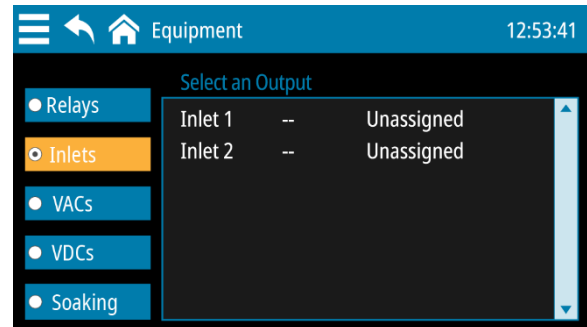 Equipment 12:53:41
Select an Output
Relays
Inlets
VACs
VDCs
Soaking
Inlet 1 -- Unassigned
Inlet 2 -- Unassigned